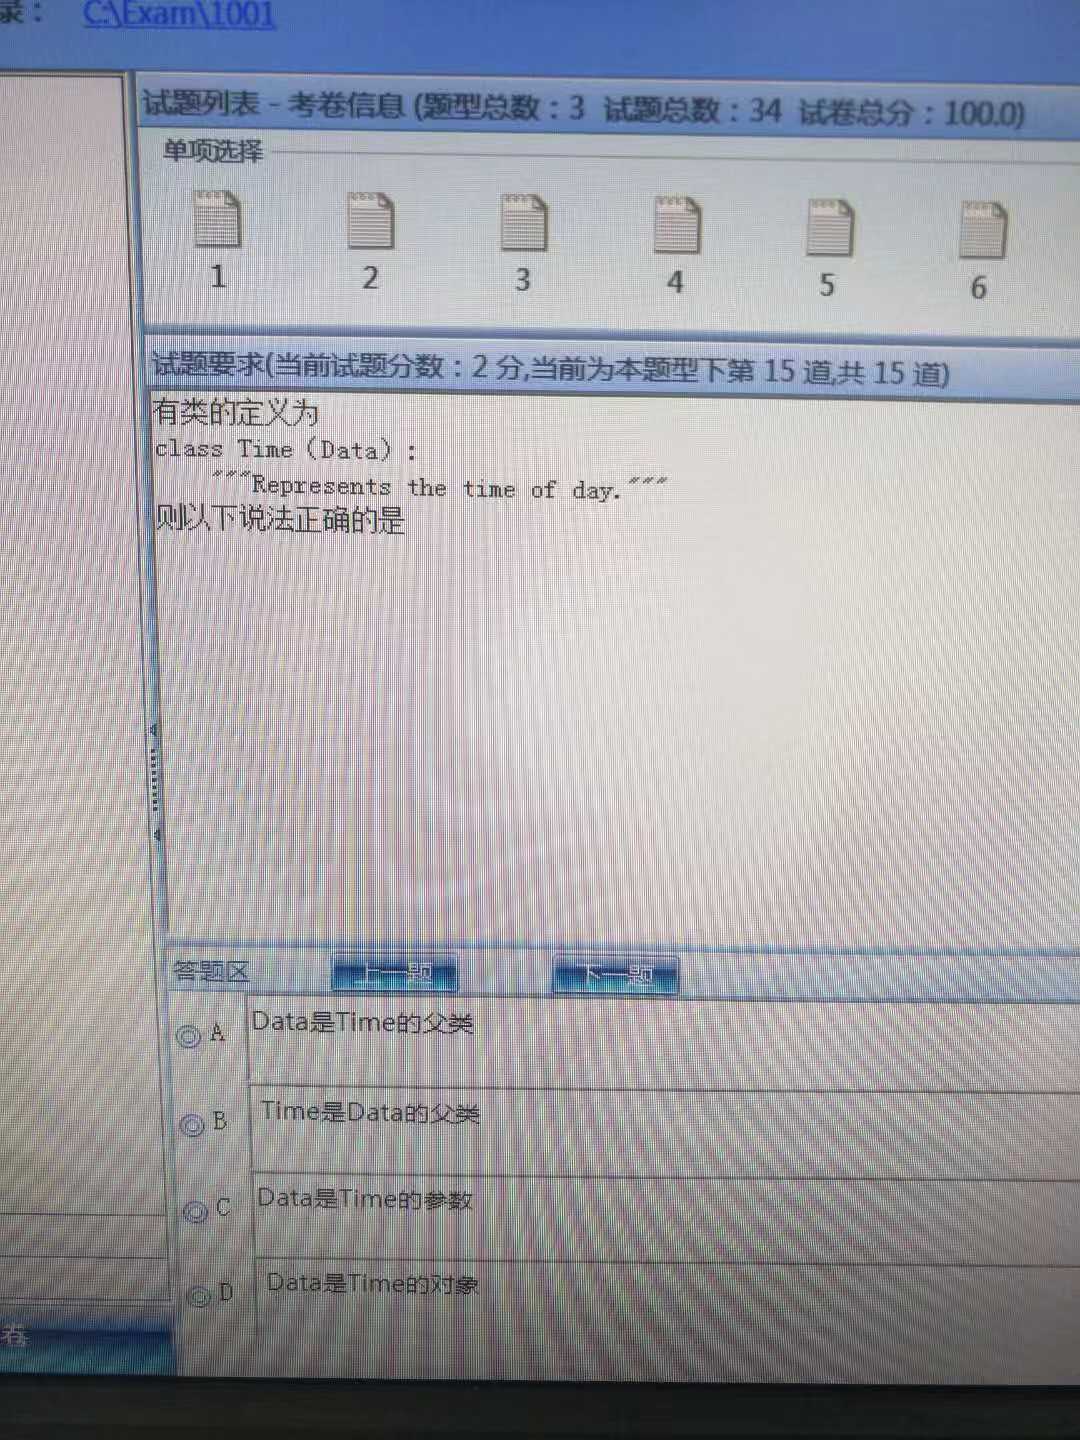 录： C:\Exam\1001
试题列表 - 考卷信息 (题型总数：3 试题总数：34 试卷总分：100.0)
单项选择
1 2 3 4 5 6
试题要求(当前试题分数：2 分,当前为本题型下第 15 道,共 15 道)
有类的定义为
class Time（Data）:
"""Represents the time of day."""
则以下说法正确的是
答题区 上一题 下一题
A Data是Time的父类
B Time是Data的父类
C Data是Time的参数
D Data是Time的对象
卷